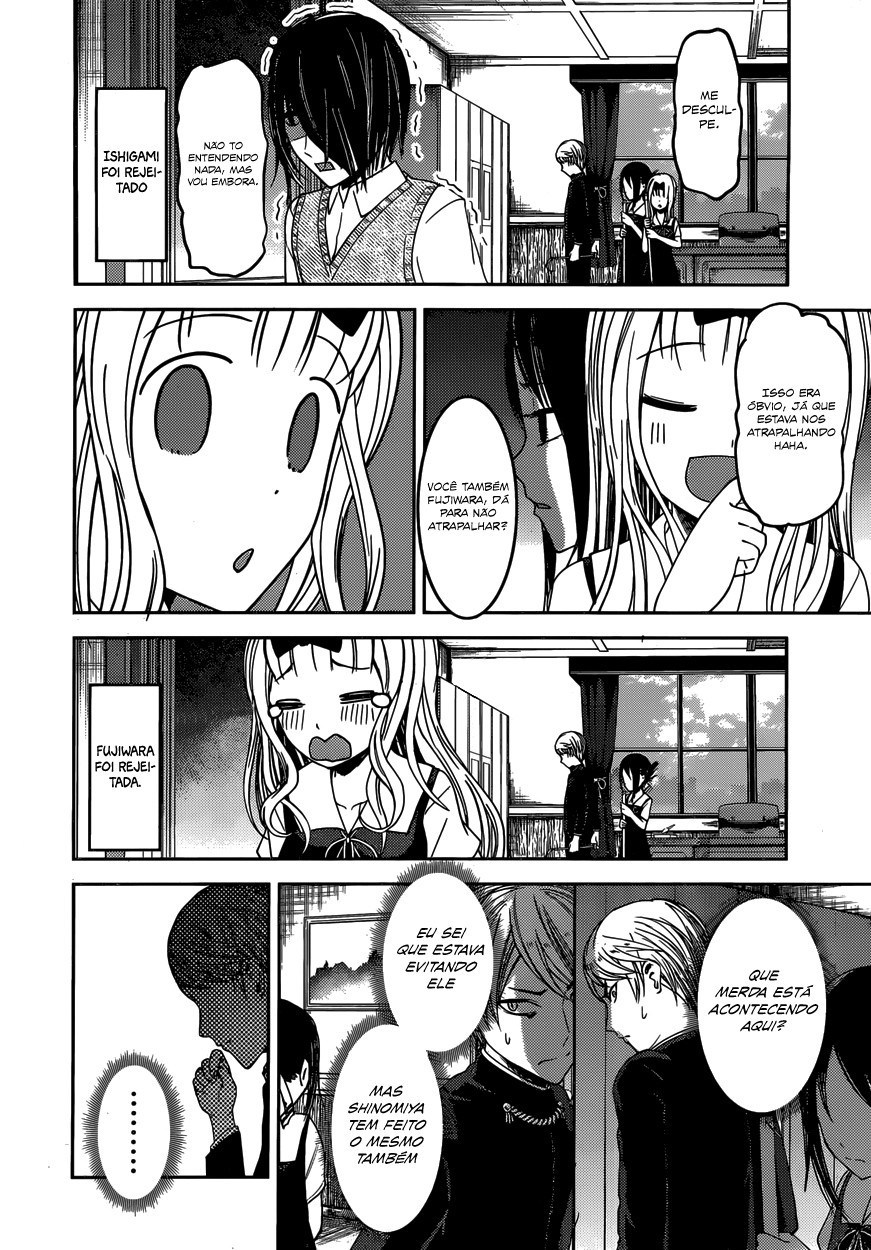 ME
DESCUL-
PE.
NÃO TO
ENTENDENDO
NADA, MAS
VOU EMBORA.
ISHIGAMI
FOI REJEI-
TADO
ISSO ERA
ÓBVIO, JÁ QUE
ESTAVA NOS
ATRAPALHANDO
HAHA.
VOCÊ TAMBÉM
FUJIWARA, DÁ
PARA NÃO
ATRAPALHAR?
FUJIWARA
FOI REJEI-
TADA.
QUE
MERDA ESTÁ
ACONTECENDO
AQUI?
EU SEI
QUE ESTAVA
EVITANDO
ELE
MAS
SHINOMIYA
TEM FEITO
O MESMO
TAMBÉM
........